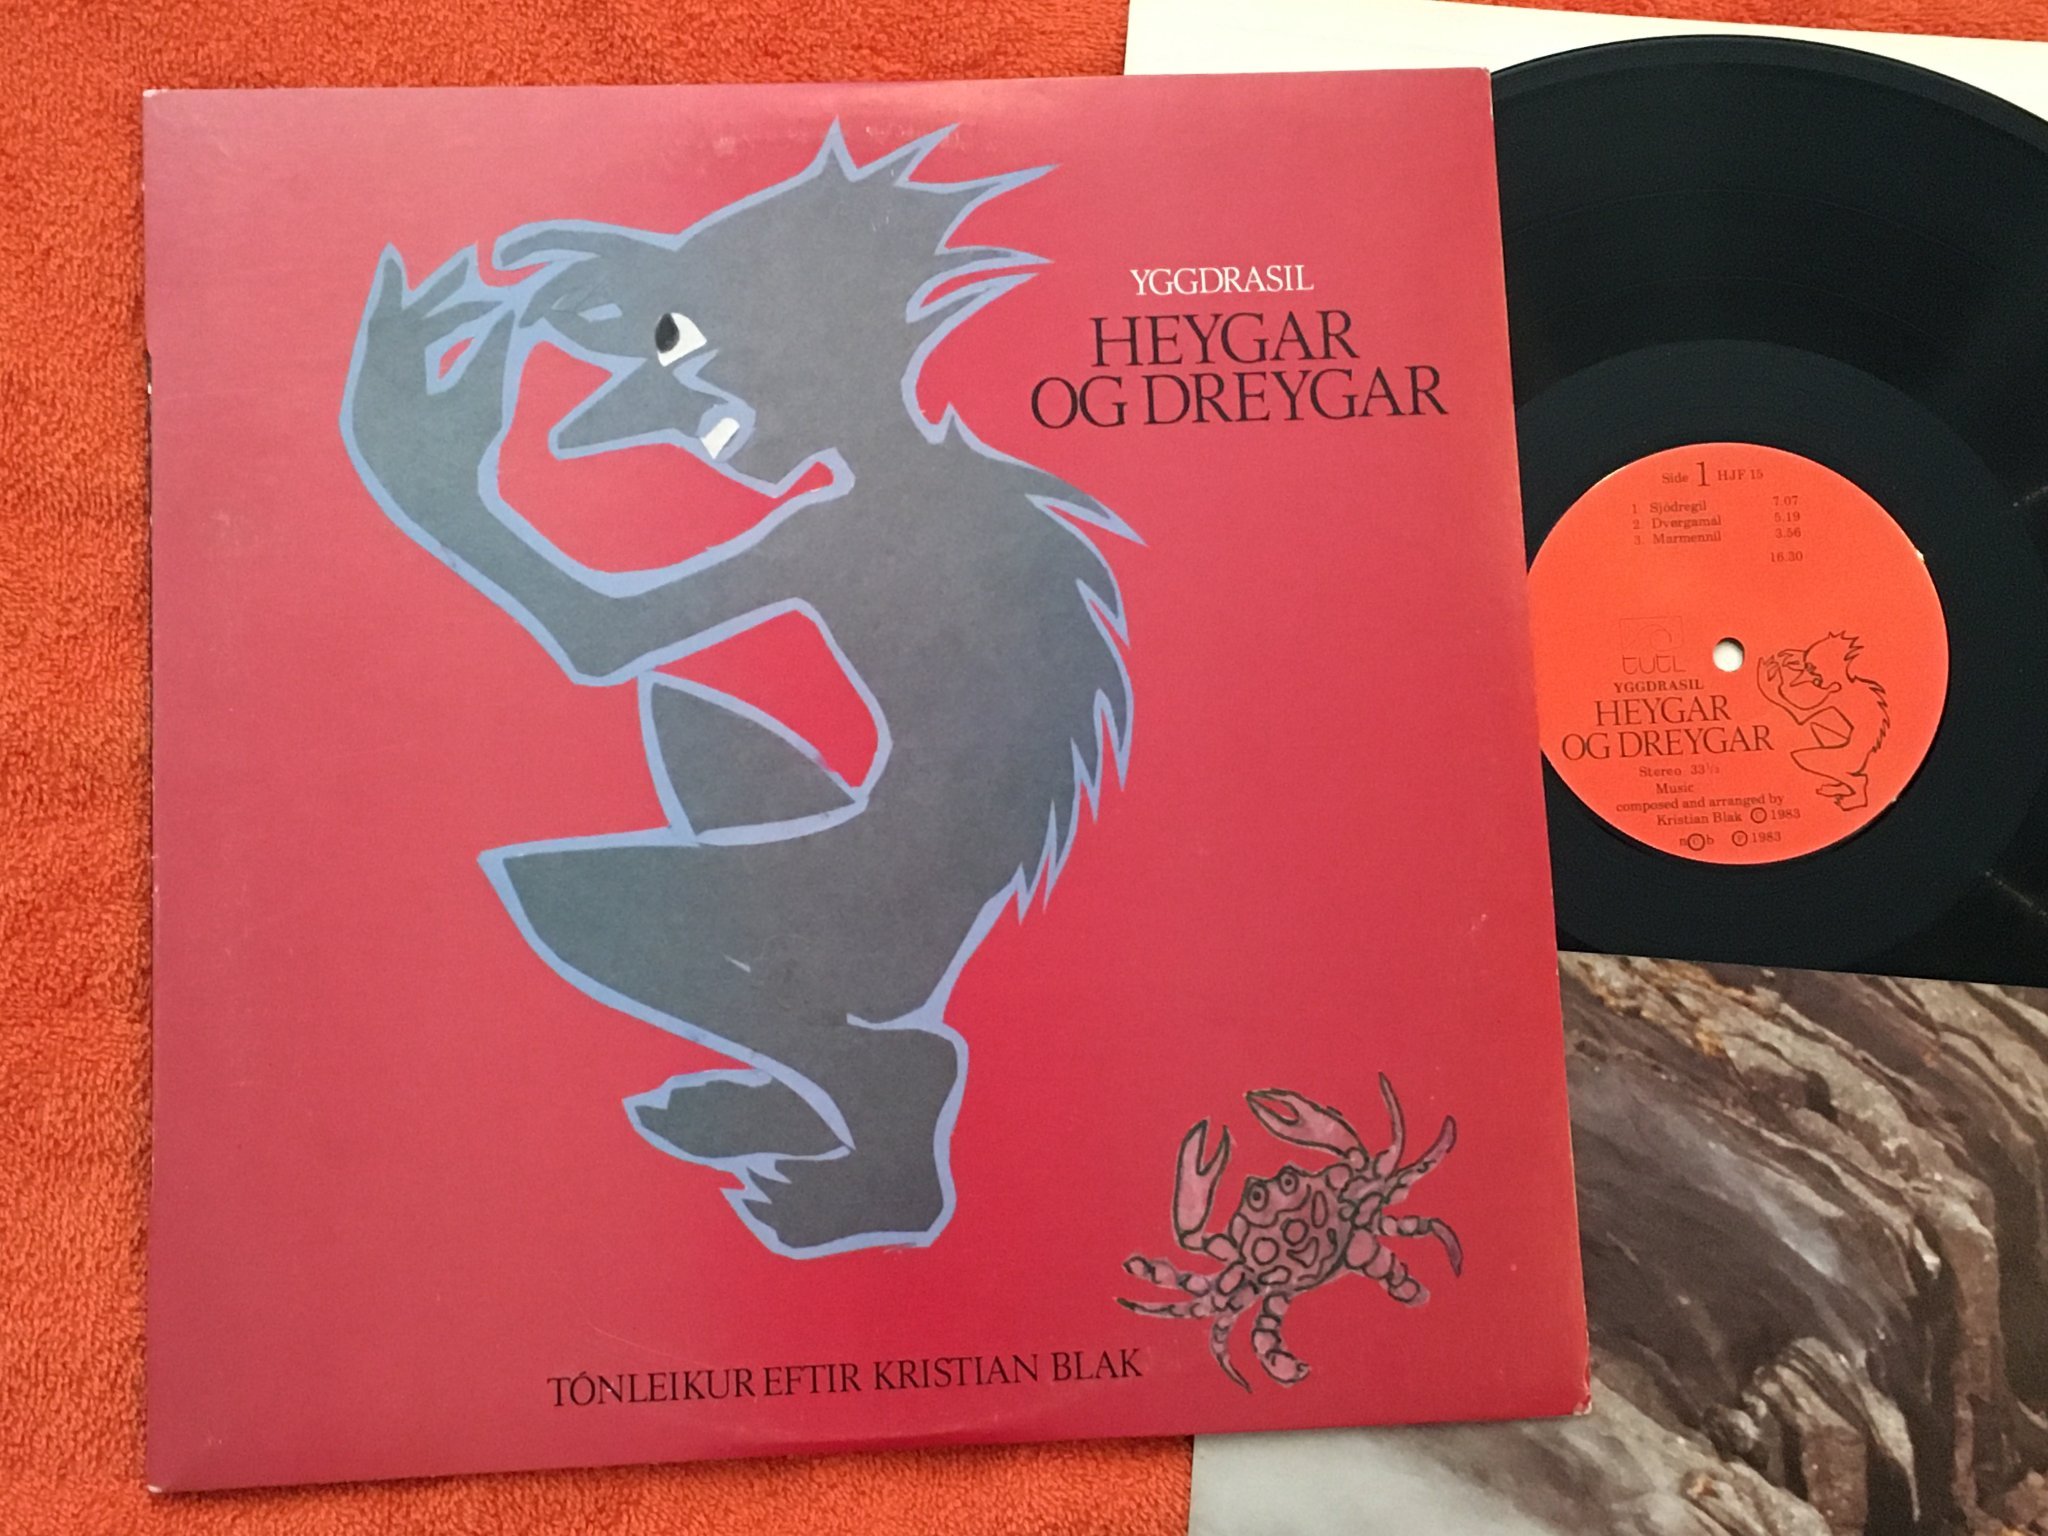 YGGDRASIL
HEYGAR
OG DREYGAR
TÓNLEIKUR EFTIR KRISTIAN BLAK
Side 1 HJF 15
1 Sjódregil 7.07
2. Dvørgamal 5.19
3. Marmennil 3.56
16.30
tutl
YGGDRASIL
HEYGAR
OG DREYGAR
Stereo 33⅓
Music
composed and arranged by
Kristian Blak © 1983
n©b ℗ 1983